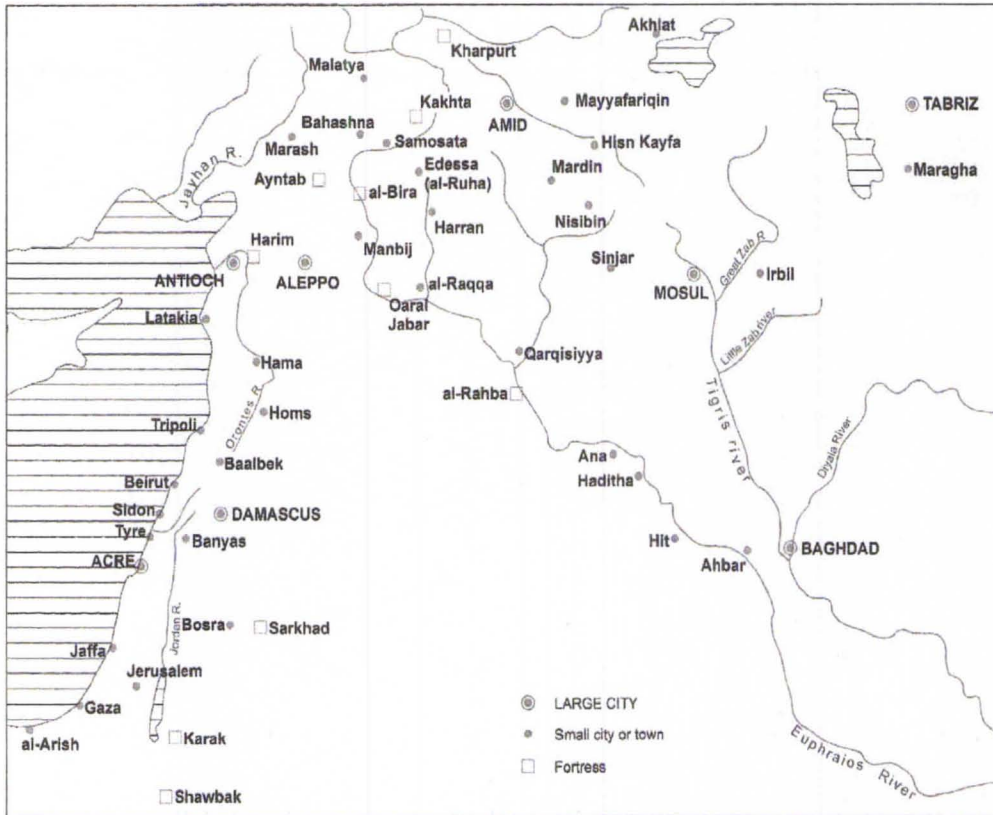 Akhlat
Kharpurt
Malatya
Mayyafariqin
TABRIZ
Kakhta
AMID
Bahashna
Marash
Samosata
Hisn Kayfa
Jayhan R.
Edessa
(al-Ruha)
Mardin
Maragha
Ayntab
al-Bira
Harran
Nisibin
Harim
Manbij
Great Zab R.
Sinjar
ANTIOCH
ALEPPO
al-Raqqa
MOSUL
Irbil
Latakia
Oaral
Jabar
Little Zab river
Hama
Qarqisiyya
al-Rahba
Orontes R.
Homs
Tigris river
Tripoli
Baalbek
Ana
Diyala River
Beirut
Haditha
Sidon
DAMASCUS
Tyre
Banyas
Hit
BAGHDAD
ACRE
Ahbar
Jordan R.
Bosra
Sarkhad
Jaffa
Jerusalem
LARGE CITY
Gaza
Small city or town
al-Arish
Karak
Euphraios River
Fortress
Shawbak